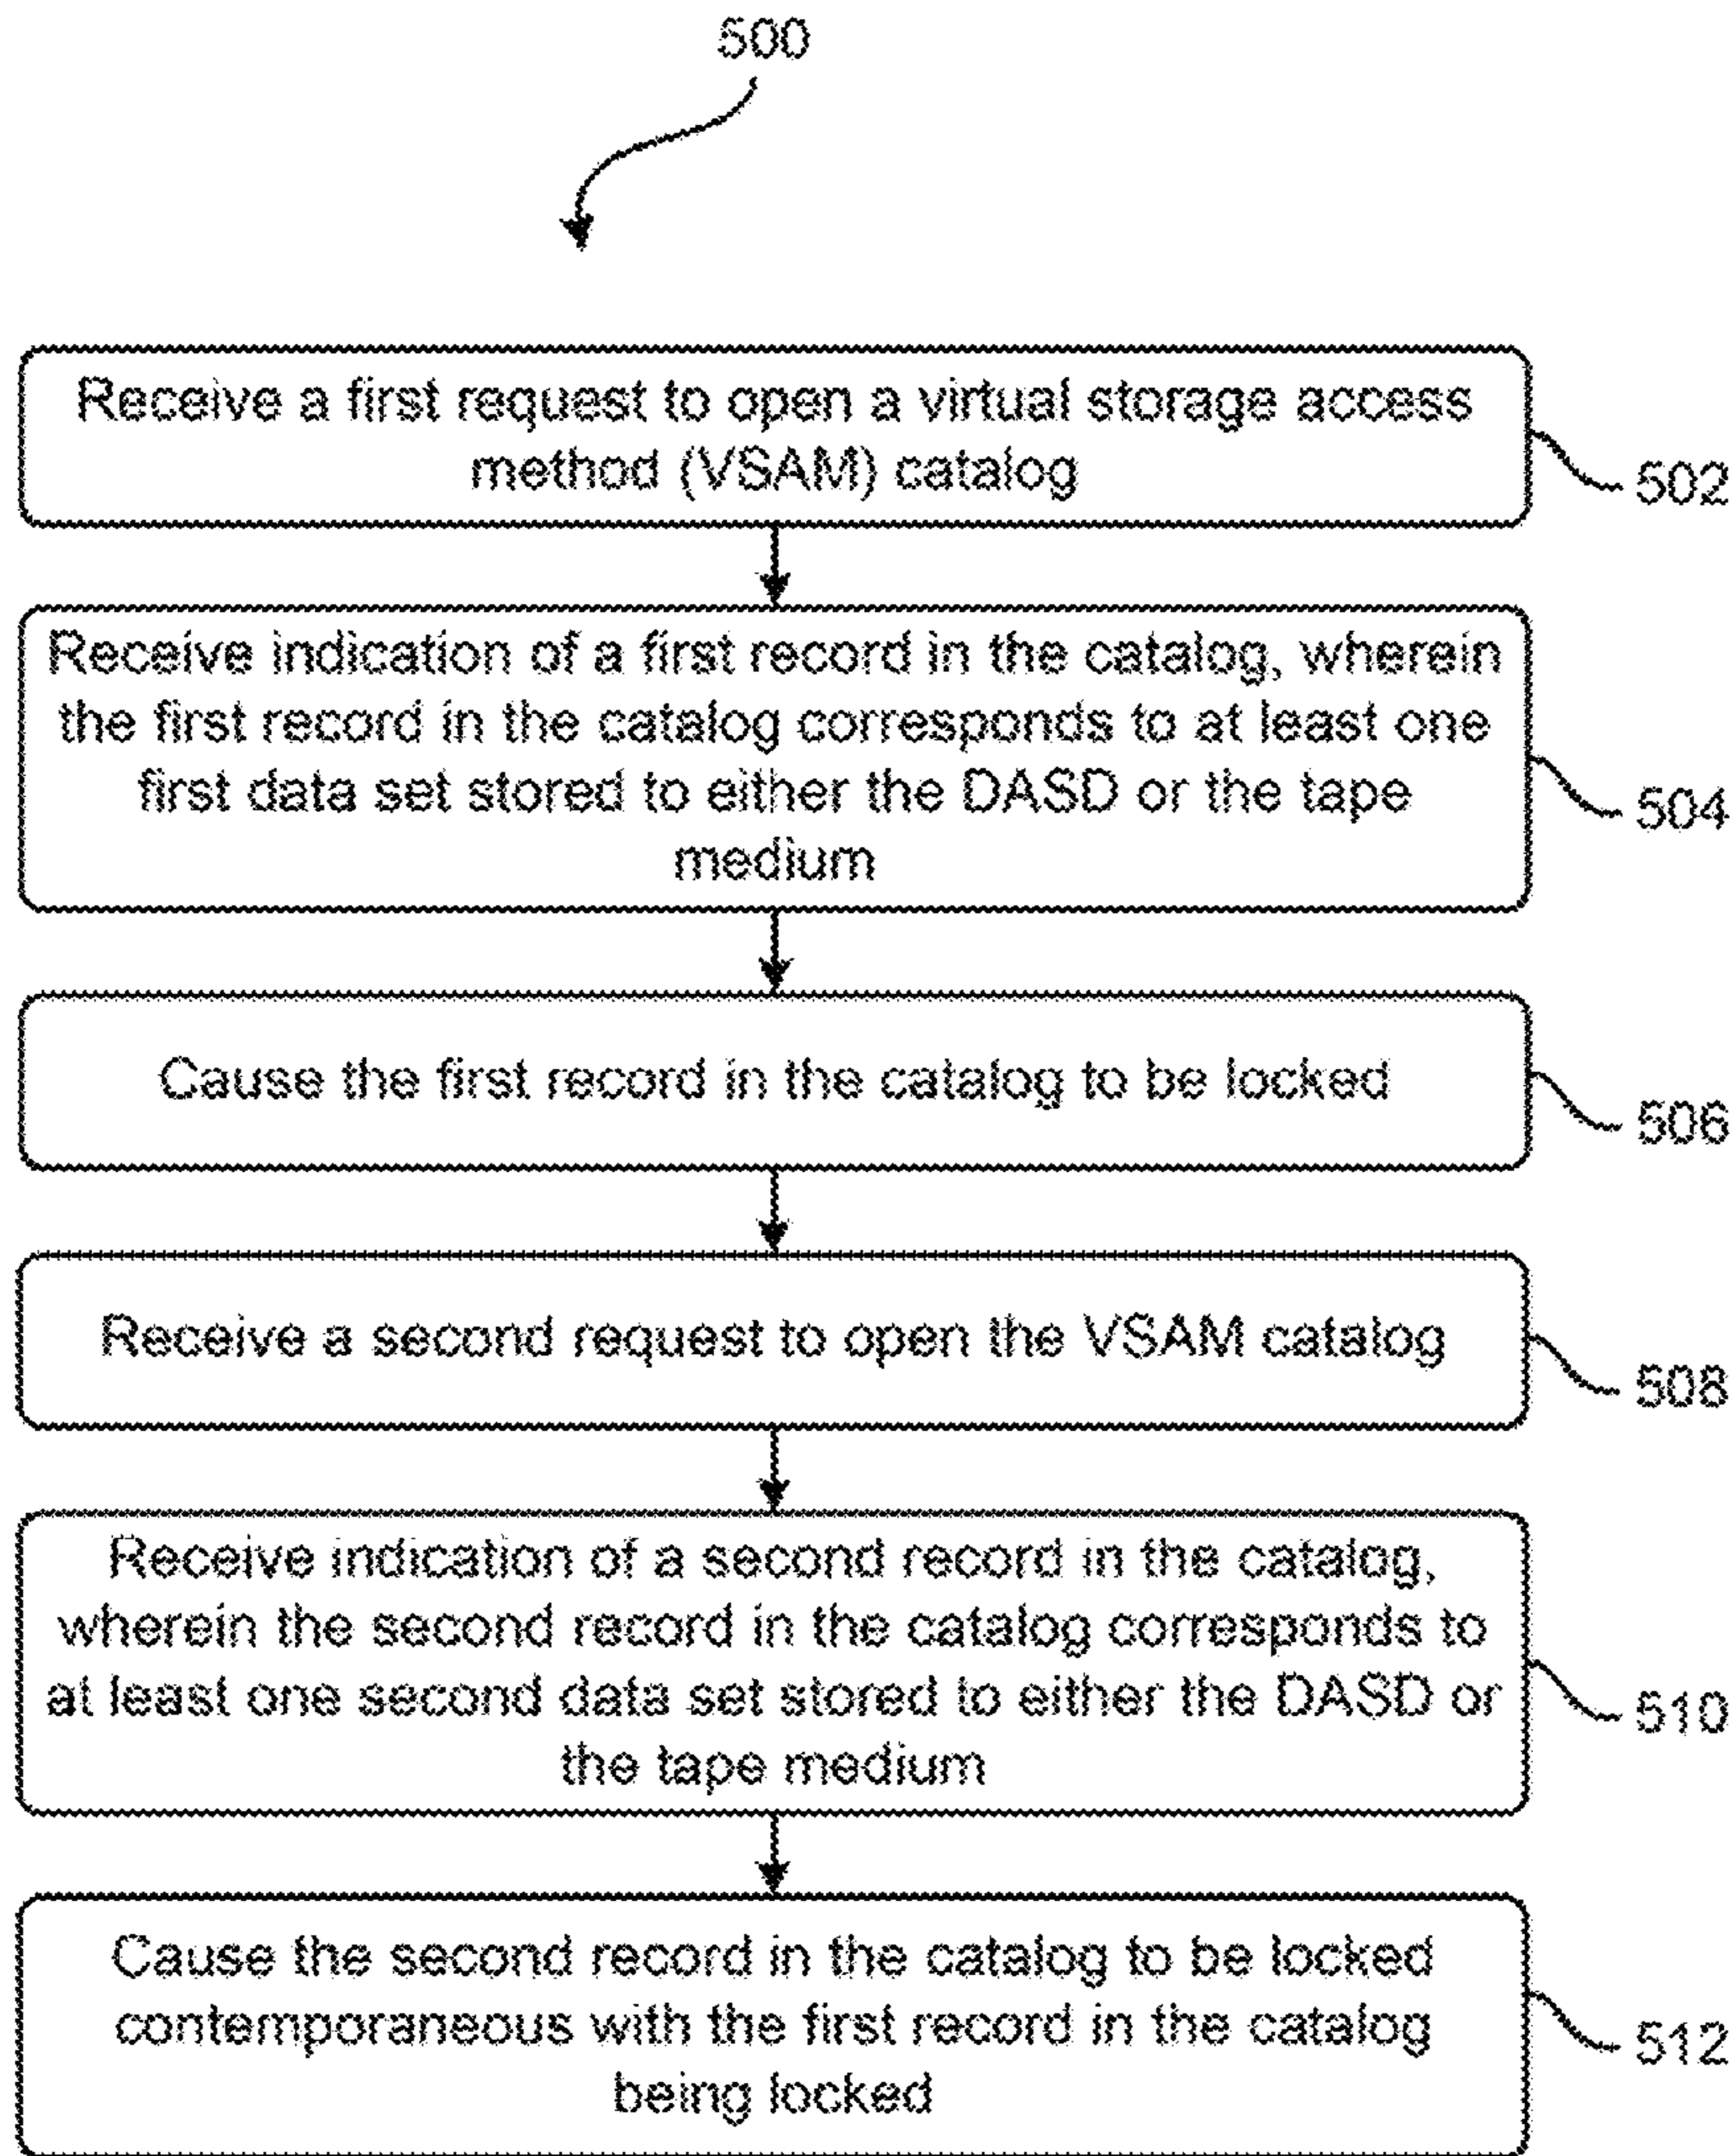 500
Receive a first request to open a virtual storage access
method (VSAM) catalog
502
Receive indication of a first record in the catalog, wherein
the first record in the catalog corresponds to at least one
first data set stored to either the DASD or the tape
medium
504
Cause the first record in the catalog to be locked
506
Receive a second request to open the VSAM catalog
508
Receive indication of a second record in the catalog,
wherein the second record in the catalog corresponds to
at least one second data set stored to either the DASD or
the tape medium
510
Cause the second record in the catalog to be locked
contemporaneous with the first record in the catalog
being locked
512